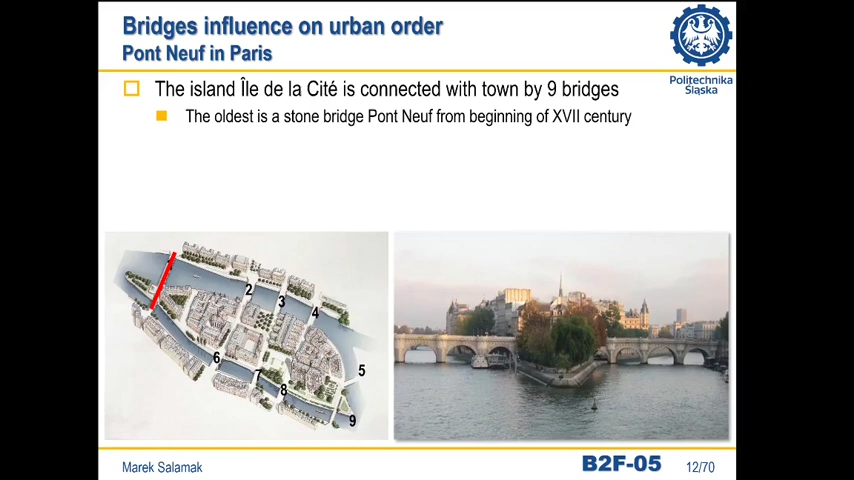 Bridges influence on urban order
Pont Neuf in Paris
Politechnika
Śląska
The island Île de la Cité is connected with town by 9 bridges
The oldest is a stone bridge Pont Neuf from beginning of XVII century
2
3
4
5
6
7
8
9
Marek Salamak
B2F-05
12/70